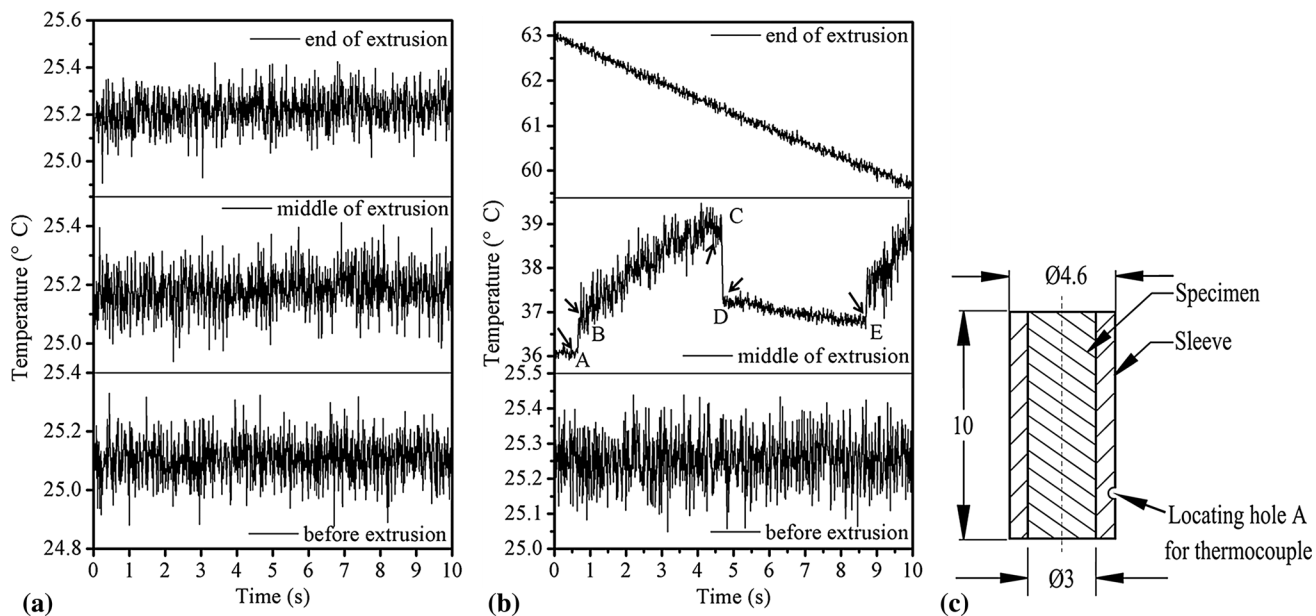 (a)
Temperature (° C)
25.6
25.4
25.2
25.0
25.4
25.2
25.0
25.4
25.2
25.0
24.8
end of extrusion
middle of extrusion
before extrusion
0 1 2 3 4 5 6 7 8 9 10
Time (s)
(b)
Temperature (° C)
63
62
61
60
39
38
37
36
25.5
25.4
25.3
25.2
25.1
25.0
end of extrusion
C
B
D
E
A
middle of extrusion
before extrusion
0 1 2 3 4 5 6 7 8 9 10
Time (s)
(c)
Ø4.6
Specimen
Sleeve
10
Locating hole A
for thermocouple
Ø3